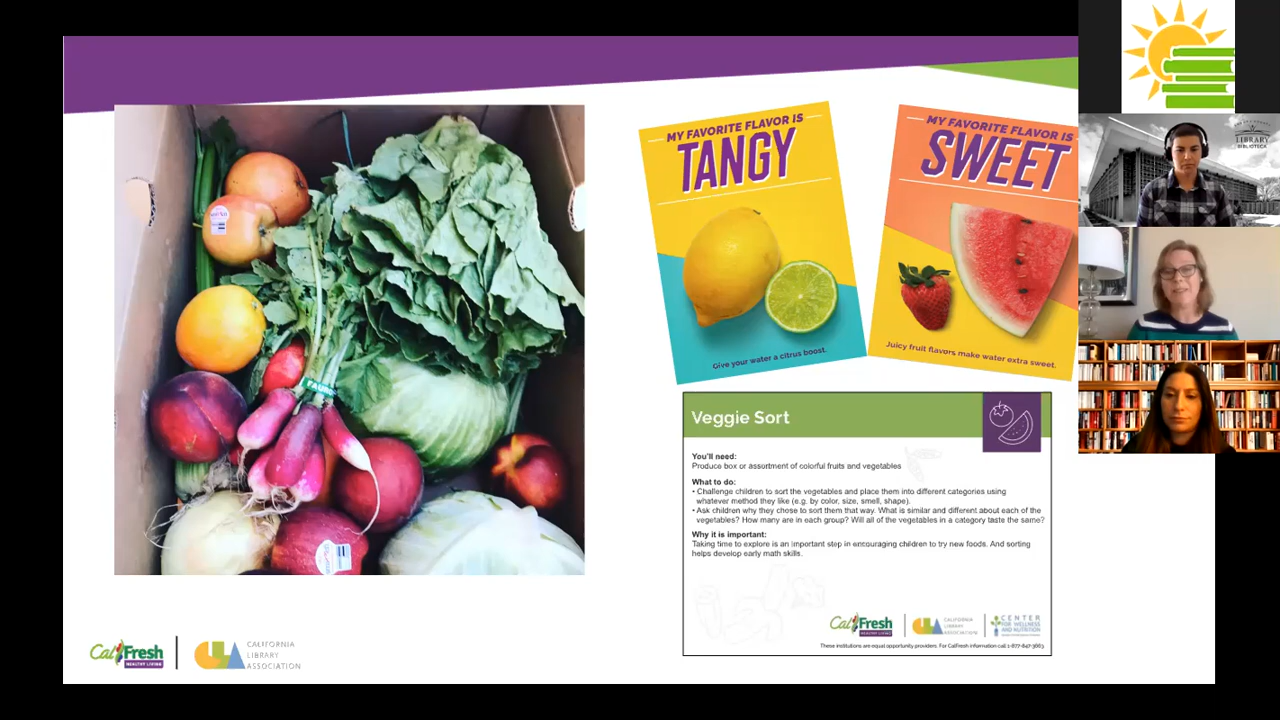 MY FAVORITE FLAVOR IS
TANGY
Give your water a citrus boost.
MY FAVORITE FLAVOR IS
SWEET
Juicy fruit flavors make water extra sweet.
LIBRARY
BIBLIOTECA
Veggie Sort
You'll need:
Produce box or assortment of colorful fruits and vegetables
What to do:
• Challenge children to sort the vegetables and place them into different categories using
whatever method they like (e.g. by color, size, smell, shape).
• Ask children why they chose to sort them that way. What is similar and different about each of the
vegetables? How many are in each group? Will all of the vegetables in a category taste the same?
Why it is important:
Taking time to explore is an important step in encouraging children to try new foods. And sorting
helps develop early math skills.
CalFresh
HEALTHY LIVING
CALIFORNIA
LIBRARY
ASSOCIATION
CENTER
FOR WELLNESS
AND NUTRITION
These institutions are equal opportunity providers. For CalFresh information call 1-877-847-3663
CalFresh
HEALTHY LIVING
CALIFORNIA
LIBRARY
ASSOCIATION